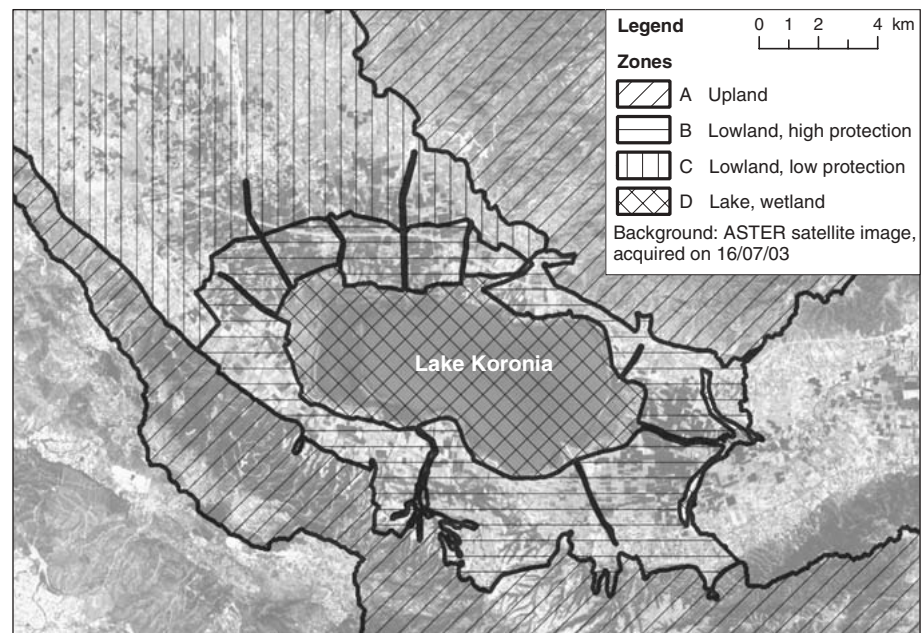 Legend
0 1 2 4 km
Zones
A Upland
B Lowland, high protection
C Lowland, low protection
D Lake, wetland
Background: ASTER satellite image,
acquired on 16/07/03
Lake Koronia